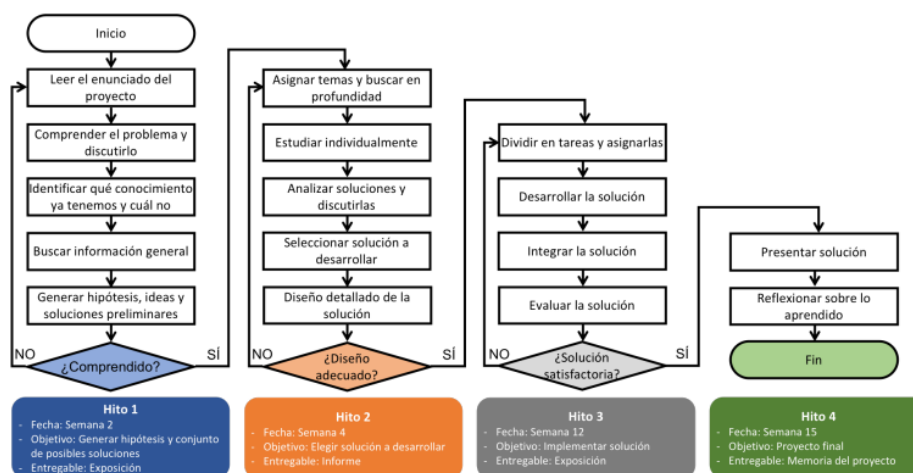 Inicio
Leer el enunciado del
proyecto
Comprender el problema y
discutirlo
Identificar qué conocimiento
ya tenemos y cuál no
Buscar información general
Generar hipótesis, ideas y
soluciones preliminares
NO
¿Comprendido?
SÍ
Asignar temas y buscar en
profundidad
Estudiar individualmente
Analizar soluciones y
discutirlas
Seleccionar solución a
desarrollar
Diseño detallado de la
solución
NO
¿Diseño
adecuado?
SÍ
Dividir en tareas y asignarlas
Desarrollar la solución
Integrar la solución
Evaluar la solución
NO
¿Solución
satisfactoria?
SÍ
Presentar solución
Reflexionar sobre lo
aprendido
Fin
Hito 1
- Fecha: Semana 2
- Objetivo: Generar hipótesis y conjunto
de posibles soluciones
- Entregable: Exposición
Hito 2
- Fecha: Semana 4
- Objetivo: Elegir solución a desarrollar
- Entregable: Informe
Hito 3
- Fecha: Semana 12
- Objetivo: Implementar solución
- Entregable: Exposición
Hito 4
- Fecha: Semana 15
- Objetivo: Proyecto final
- Entregable: Memoria del proyecto